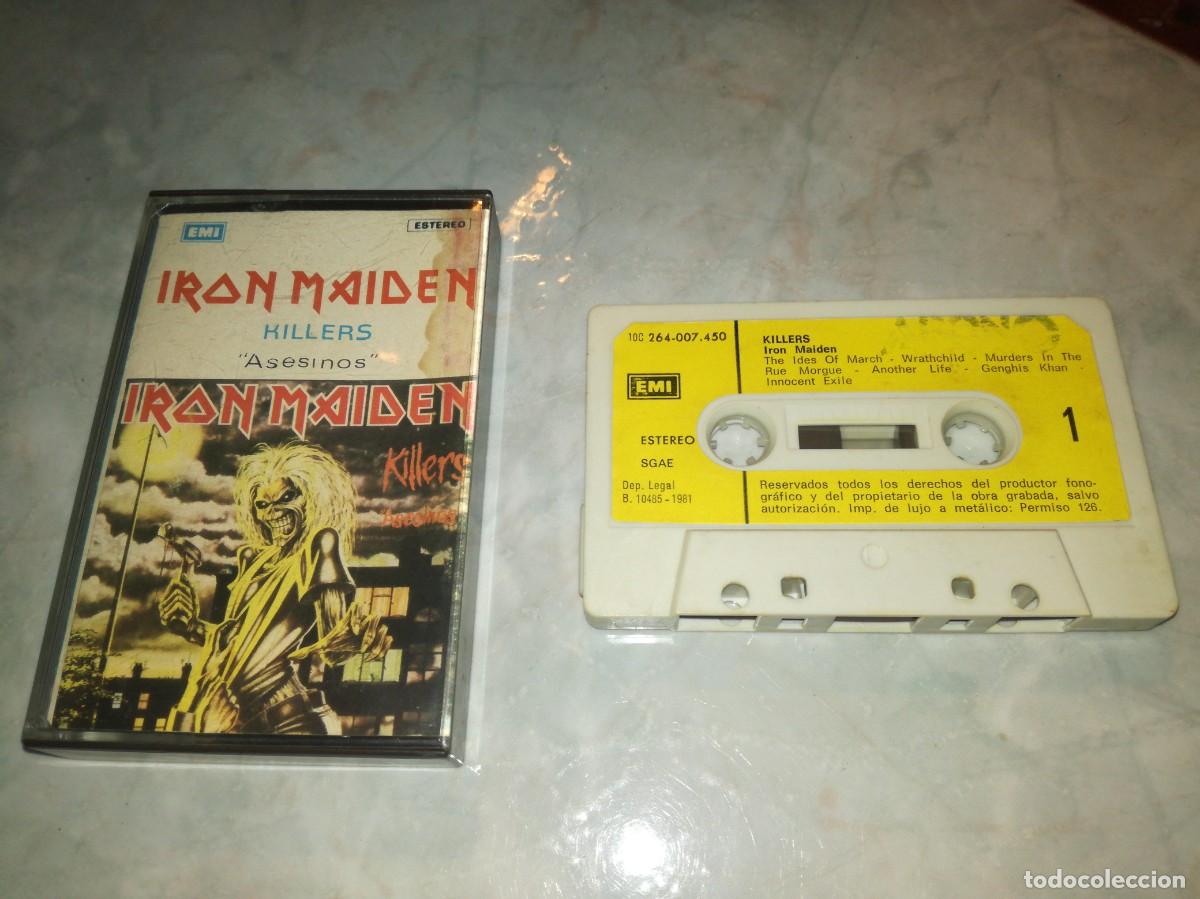 EMI
ESTEREO
IRON MAIDEN
KILLERS
"Asesinos"
IRON MAIDEN
Killers
Asesinos
10C 264-007.450
EMI
ESTEREO
SGAE
Dep. Legal
B. 10485-1981
KILLERS
Iron Maiden
The Ides Of March - Wrathchild - Murders In The
Rue Morgue - Another Life - Genghis Khan -
Innocent Exile
1
Reservados todos los derechos del productor fono-
gráfico y del propietario de la obra grabada, salvo
autorización. Imp. de lujo a metálico: Permiso 126.
todocoleccion